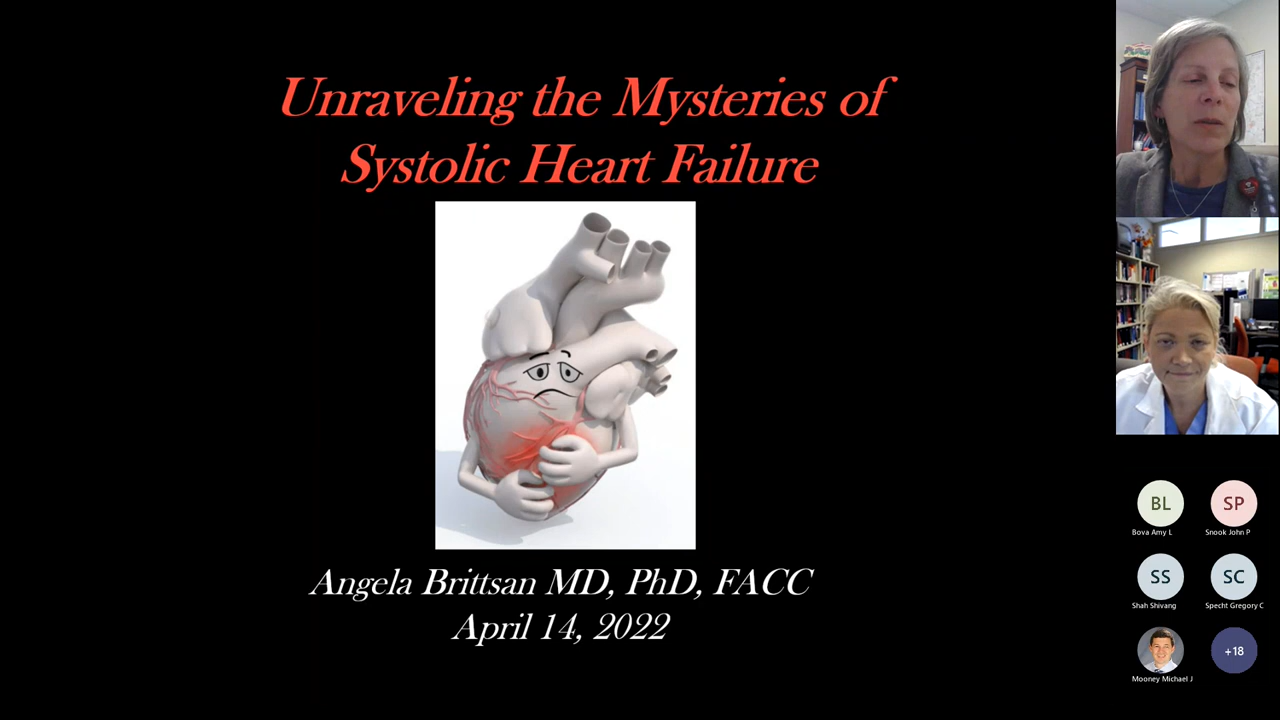 Unraveling the Mysteries of
Systolic Heart Failure
Angela Brittsan MD, PhD, FACC
April 14, 2022
BL
SP
Bova Amy L
Snook John P
SS
SC
Shah Shivang
Specht Gregory C
+18
Mooney Michael J